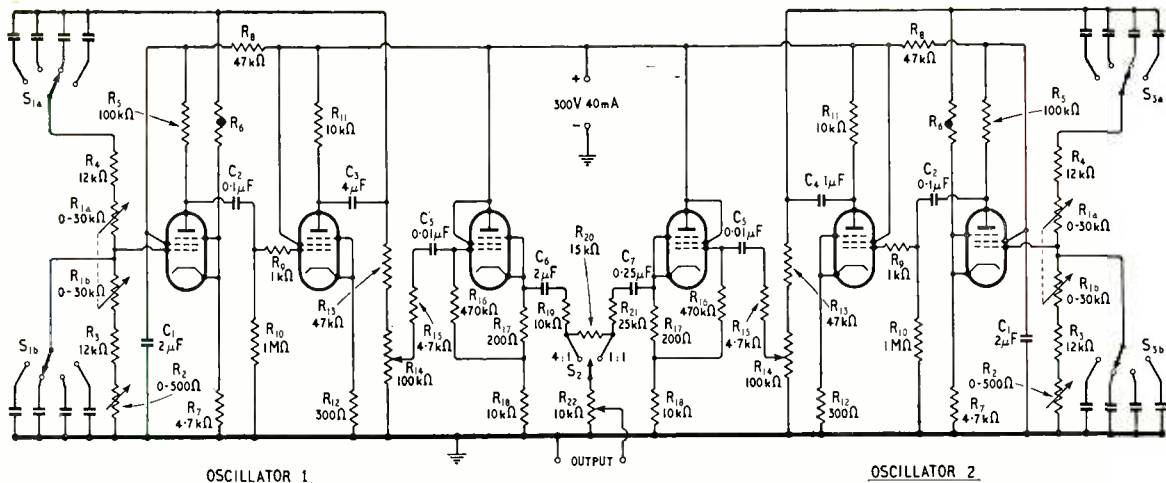 R8
47kΩ
R5
100kΩ
R6
R11
10kΩ
S1a
R4
12kΩ
R1a
0-30kΩ
C2
0·1μF
C3
4μF
R9
1kΩ
R1b
0-30kΩ
R3
12kΩ
S1b
R2
0-500Ω
C1
2μF
R7
4·7kΩ
R10
1MΩ
R12
300Ω
R13
47kΩ
R14
100kΩ
R15
4·7kΩ
C5
0·01μF
R16
470kΩ
R17
200Ω
R18
10kΩ
C6
2μF
R19
10kΩ
+
300V 40mA
−
R20
15kΩ
4:1
1:1
S2
R22
10kΩ
OUTPUT
C7
0·25μF
R21
25kΩ
R17
200Ω
R18
10kΩ
C5
0·01μF
R16
470kΩ
R15
4·7kΩ
R13
47kΩ
R14
100kΩ
C4 1μF
R11
10kΩ
R8
47kΩ
R9
1kΩ
R12
300Ω
C2
0·1μF
R10
1MΩ
R6
R5
100kΩ
R7
4·7kΩ
C1
2μF
R4
12kΩ
R1a
0-30kΩ
R1b
0-30kΩ
R3
12kΩ
R2
0-500Ω
S3a
S3b
OSCILLATOR 1
OSCILLATOR 2